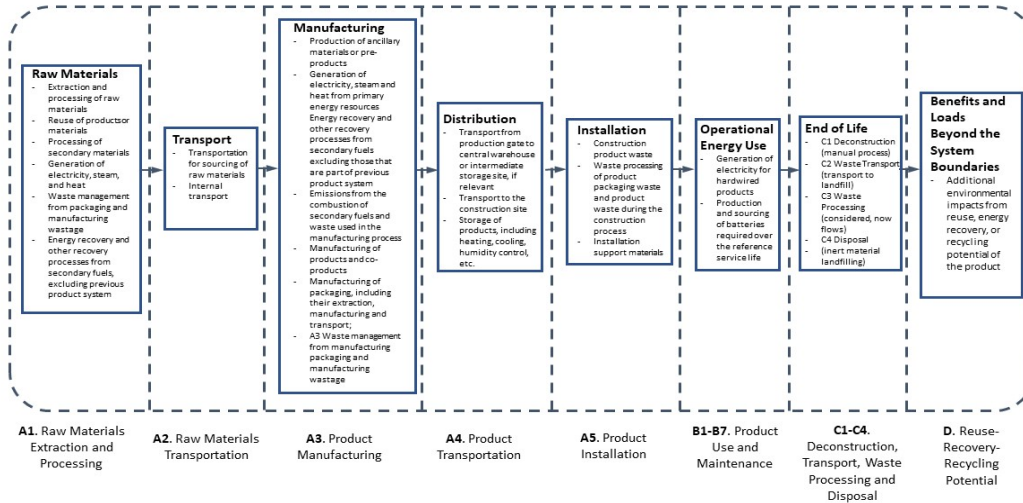 Raw Materials
- Extraction and
processing of raw
materials
- Reuse of productsor
materials
- Processing of
secondary materials
- Generation of
electricity, steam,
and heat
- Waste management
from packaging and
manufacturing
wastage
- Energy recovery and
other recovery
processes from
secondary fuels,
excluding previous
product system
Transport
- Transportation
for sourcing of
raw materials
- Internal
transport
Manufacturing
- Production of ancillary
materials or pre-
products
- Generation of
electricity, steam and
heat from primary
energy resources
Energy recovery and
other recovery
processes from
secondary fuels
excluding those that
are part of previous
product system
- Emissions from the
combustion of
secondary fuels and
waste used in the
manufacturing process
- Manufacturing of
products and co-
products
- Manufacturing of
packaging, including
their extraction,
manufacturing and
transport;
- A3 Waste management
from manufacturing
packaging and
manufacturing
wastage
Distribution
- Transport from
production gate to
central warehouse
or intermediate
storage site, if
relevant
- Transport to the
construction site
- Storage of
products, including
heating, cooling,
humidity control,
etc.
Installation
- Construction
product waste
- Waste processing
of product
packaging waste
and product
waste during the
construction
process
- Installation
support materials
Operational
Energy Use
- Generation of
electricity for
hardwired
products
- Production
and sourcing
of batteries
required over
the reference
service life
End of Life
- C1 Deconstruction
(manual process)
- C2 Waste Transport
(transport to
landfill)
- C3 Waste
Processing
(considered, now
flows)
- C4 Disposal
- (inert material
landfilling)
Benefits and
Loads
Beyond the
System
Boundaries
- Additional
environmental
impacts from
reuse, energy
recovery, or
recycling
potential of
the product
A1. Raw Materials
Extraction and
Processing
A2. Raw Materials
Transportation
A3. Product
Manufacturing
A4. Product
Transportation
A5. Product
Installation
B1-B7. Product
Use and
Maintenance
C1-C4.
Deconstruction,
Transport, Waste
Processing and
Disposal
D. Reuse-
Recovery-
Recycling
Potential